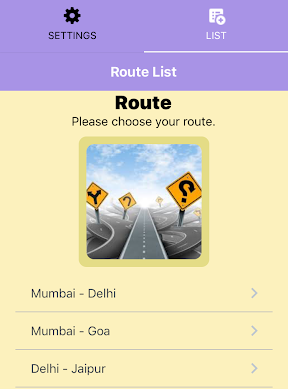 SETTINGS
LIST
Route List
Route
Please choose your route.
Mumbai - Delhi
Mumbai - Goa
Delhi - Jaipur